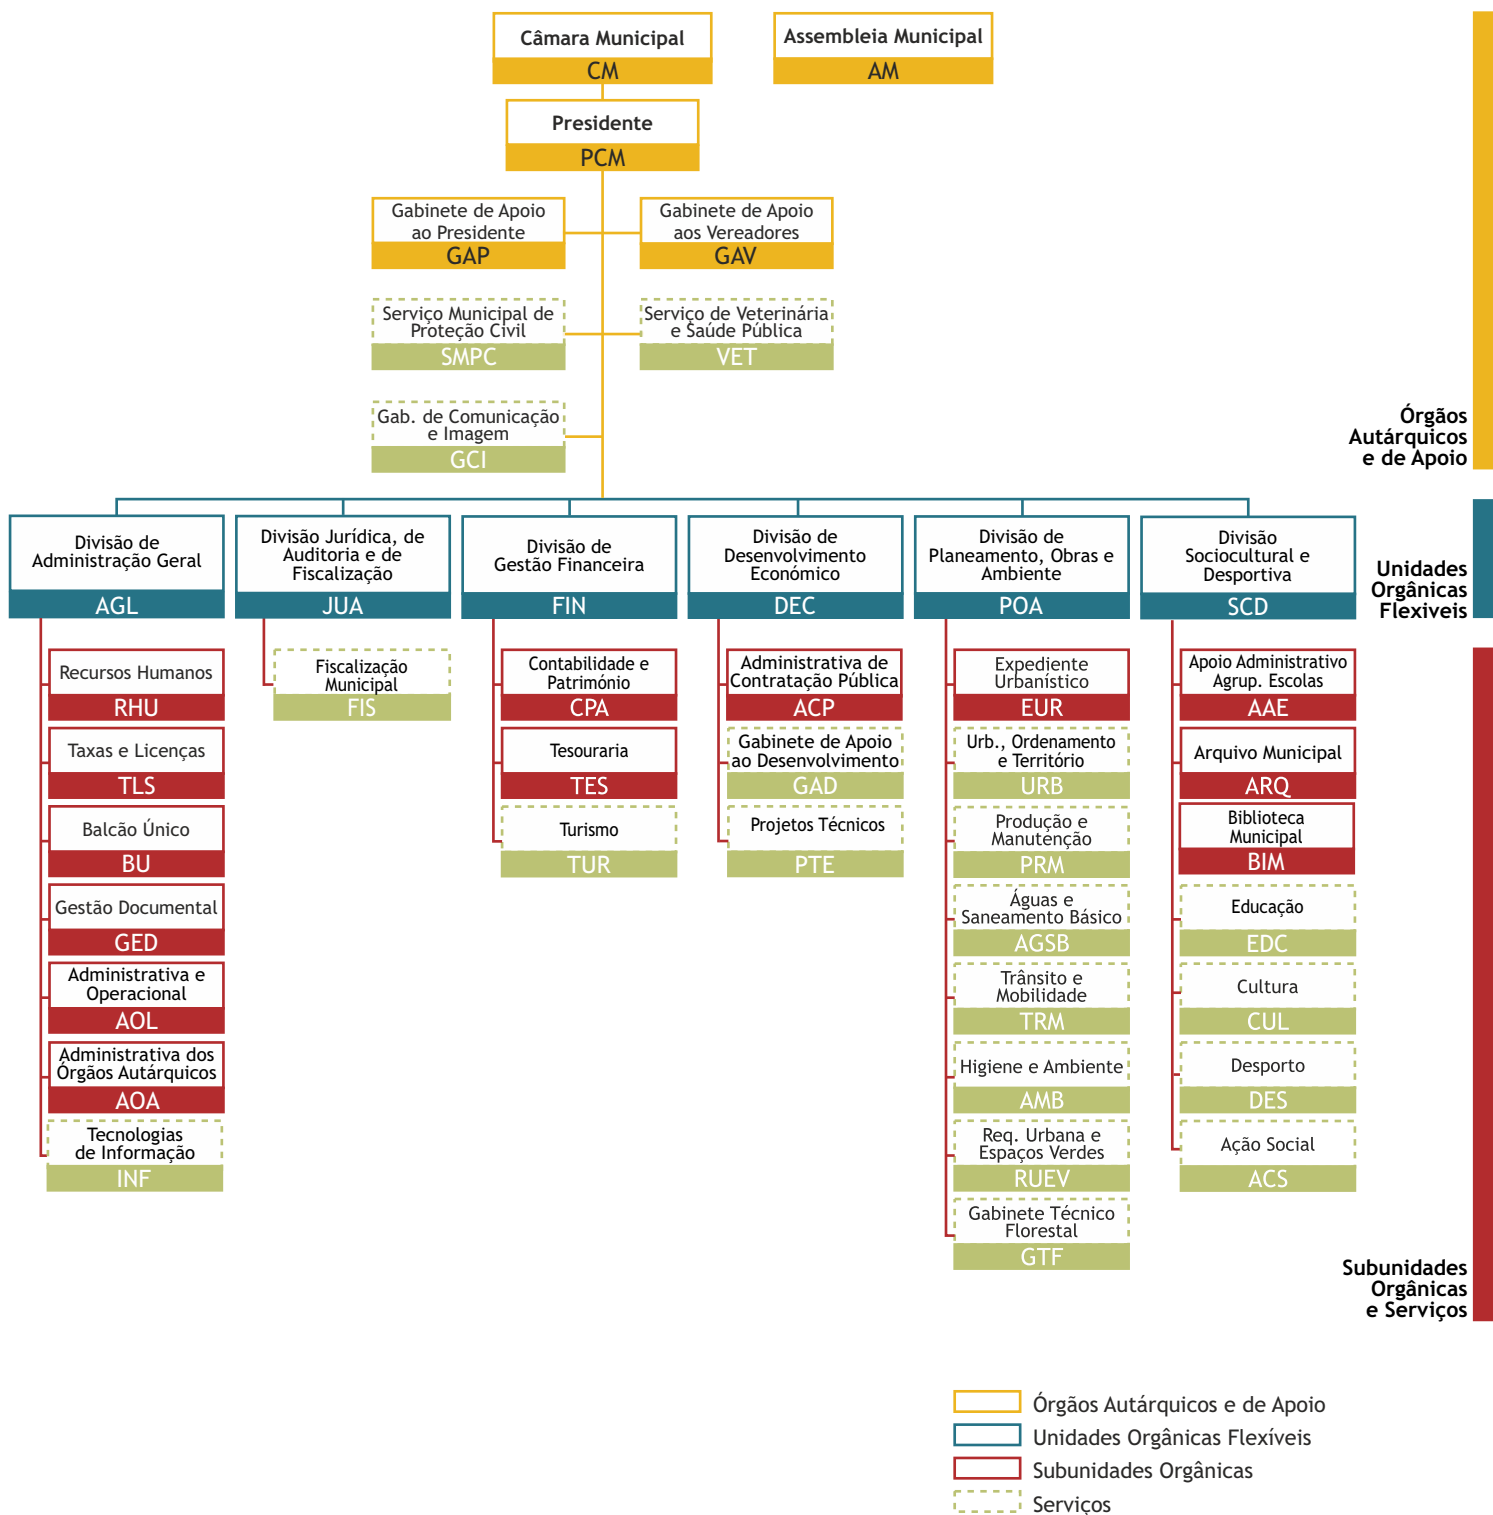 Câmara Municipal
CM
Assembleia Municipal
AM
Presidente
PCM
Gabinete de Apoio
ao Presidente
GAP
Gabinete de Apoio
aos Vereadores
GAV
Serviço Municipal de
Proteção Civil
SMPC
Serviço de Veterinária
e Saúde Pública
VET
Gab. de Comunicação
e Imagem
GCI
Órgãos
Autárquicos
e de Apoio
Divisão de
Administração Geral
AGL
Divisão Jurídica, de
Auditoria e de
Fiscalização
JUA
Divisão de
Gestão Financeira
FIN
Divisão de
Desenvolvimento
Económico
DEC
Divisão de
Planeamento, Obras e
Ambiente
POA
Divisão
Sociocultural e
Desportiva
SCD
Unidades
Orgânicas
Flexiveis
Recursos Humanos
RHU
Taxas e Licenças
TLS
Balcão Único
BU
Gestão Documental
GED
Administrativa e
Operacional
AOL
Administrativa dos
Órgãos Autárquicos
AOA
Tecnologias
de Informação
INF
Fiscalização
Municipal
FIS
Contabilidade e
Património
CPA
Tesouraria
TES
Turismo
TUR
Administrativa de
Contratação Pública
ACP
Gabinete de Apoio
ao Desenvolvimento
GAD
Projetos Técnicos
PTE
Expediente
Urbanístico
EUR
Urb., Ordenamento
e Território
URB
Produção e
Manutenção
PRM
Águas e
Saneamento Básico
AGSB
Trânsito e
Mobilidade
TRM
Higiene e Ambiente
AMB
Req. Urbana e
Espaços Verdes
RUEV
Gabinete Técnico
Florestal
GTF
Apoio Administrativo
Agrup. Escolas
AAE
Arquivo Municipal
ARQ
Biblioteca
Municipal
BIM
Educação
EDC
Cultura
CUL
Desporto
DES
Ação Social
ACS
Subunidades
Orgânicas
e Serviços
Órgãos Autárquicos e de Apoio
Unidades Orgânicas Flexíveis
Subunidades Orgânicas
Serviços